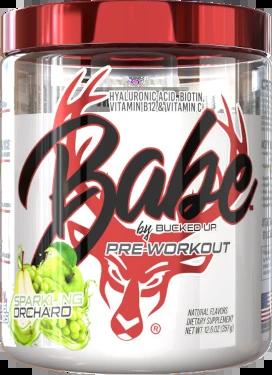 HYALURONIC ACID, BIOTIN,
VITAMIN B12 & VITAMIN C
Babe
by BUCKED UP
PRE-WORKOUT
SPARKLING
ORCHARD
®
NATURAL FLAVORS
DIETARY SUPPLEMENT
NET WT 12.6 OZ (357g)